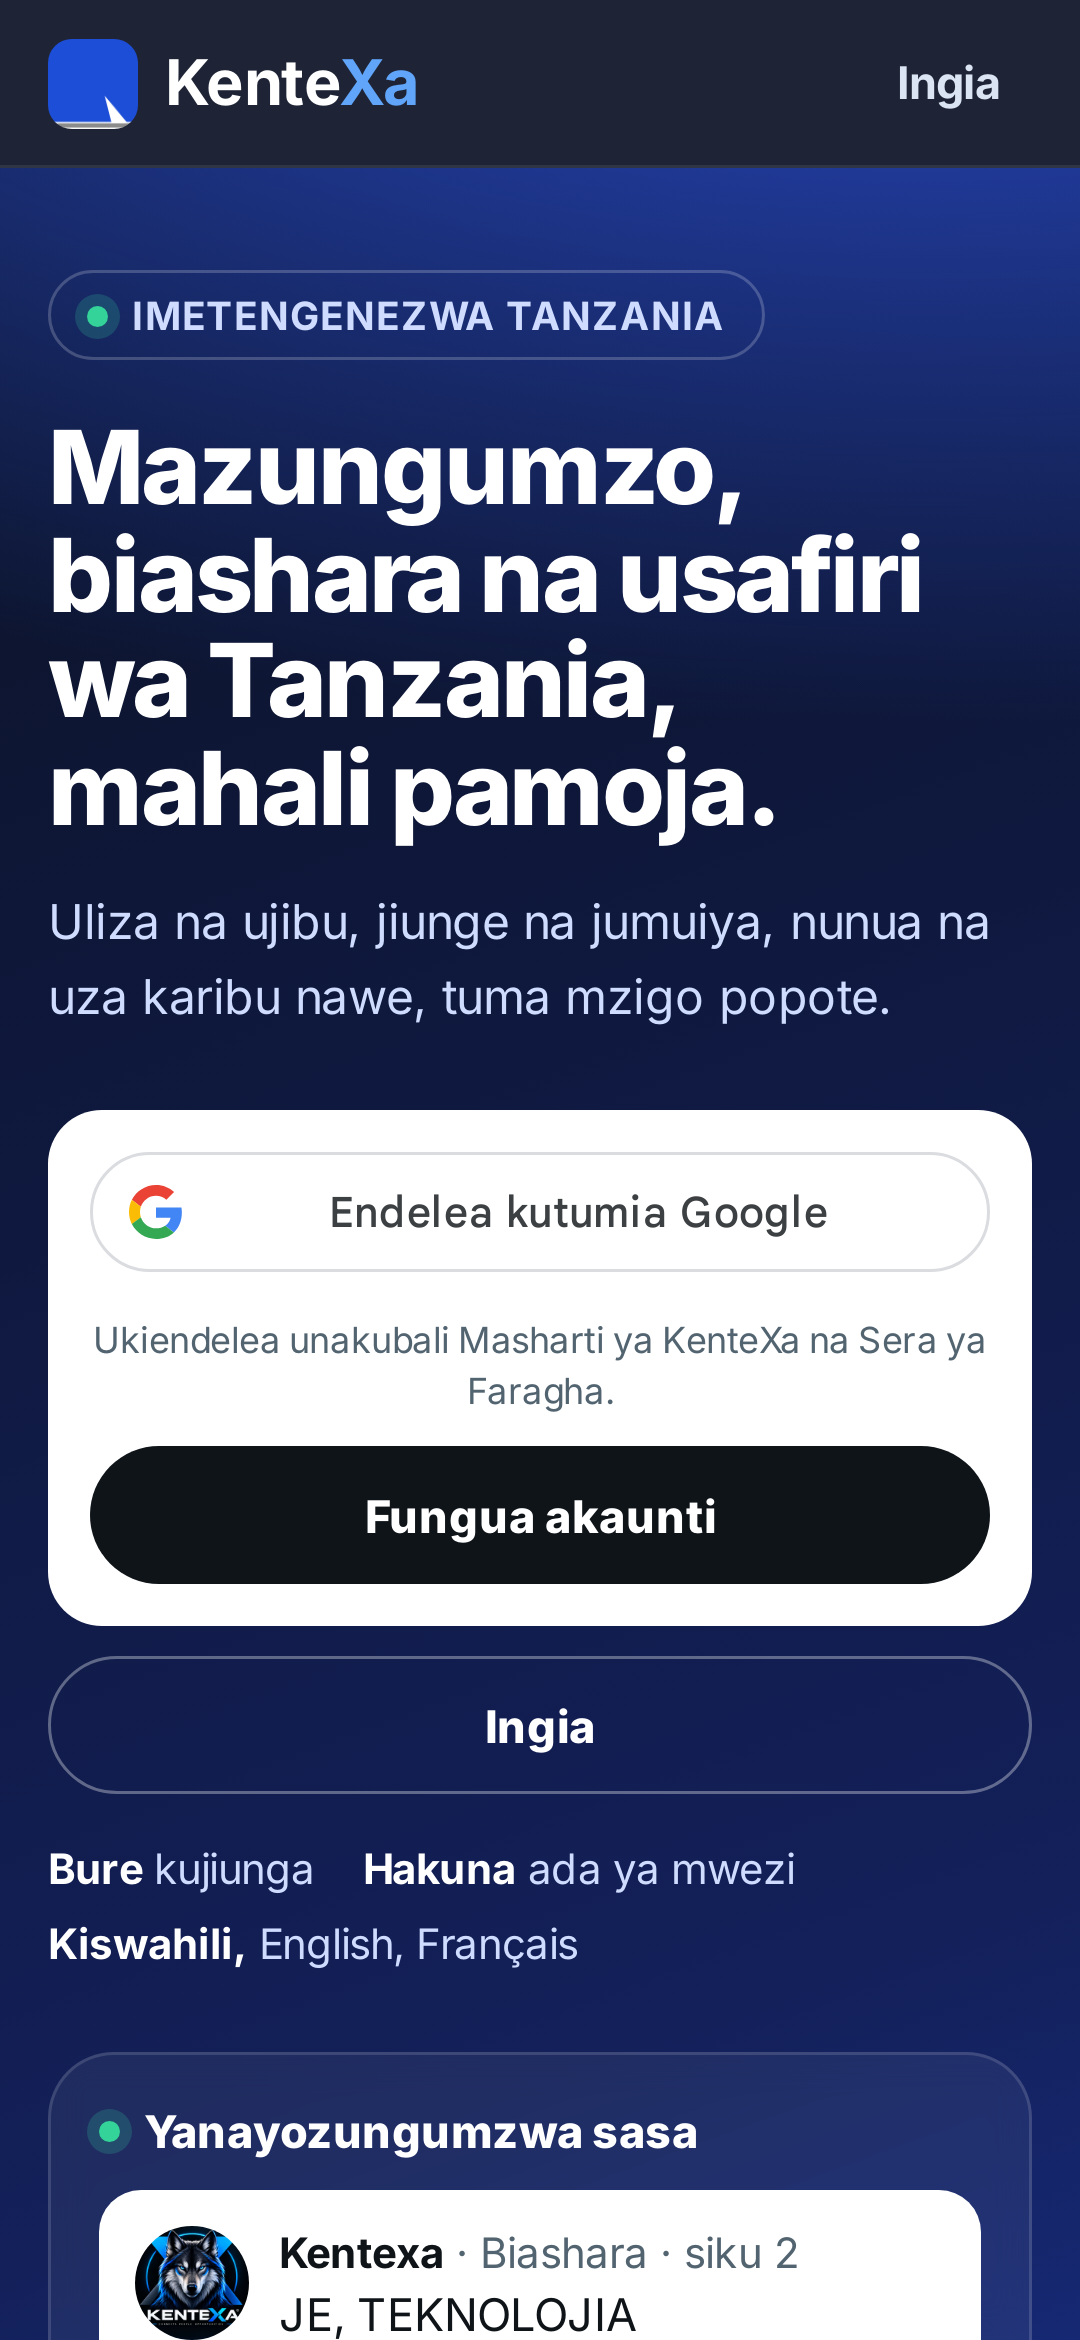 KenteXa
Ingia
IMETENGENEZWA TANZANIA
Mazungumzo,
biashara na usafiri
wa Tanzania,
mahali pamoja.
Uliza na ujibu, jiunge na jumuiya, nunua na
uza karibu nawe, tuma mzigo popote.
Endelea kutumia Google
Ukiendelea unakubali Masharti ya KenteXa na Sera ya
Faragha.
Fungua akaunti
Ingia
Bure kujiunga Hakuna ada ya mwezi
Kiswahili, English, Français
Yanayozungumzwa sasa
Kentexa · Biashara · siku 2
KENTEXA
JE, TEKNOLOJIA